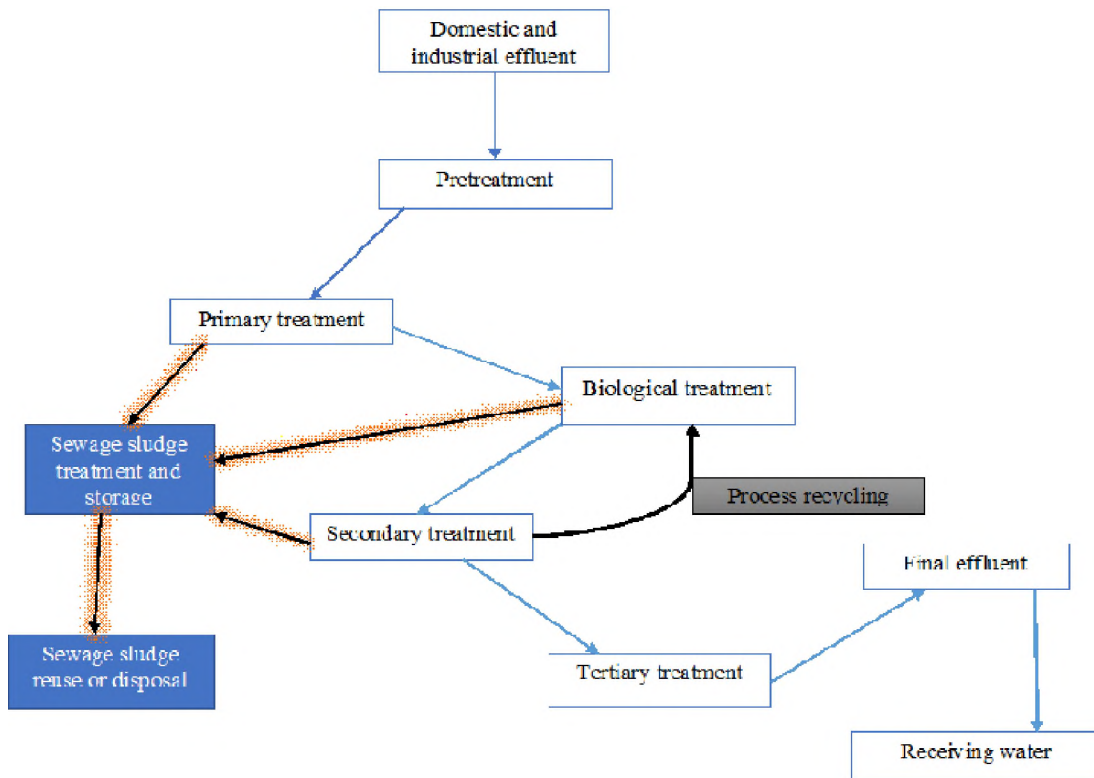 Domestic and
industrial effluent
Pretreatment
Primary treatment
Biological treatment
Sewage sludge
treatment and
storage
Process recycling
Secondary treatment
Final effluent
Sewage sludge
reuse or disposal
Tertiary treatment
Receiving water